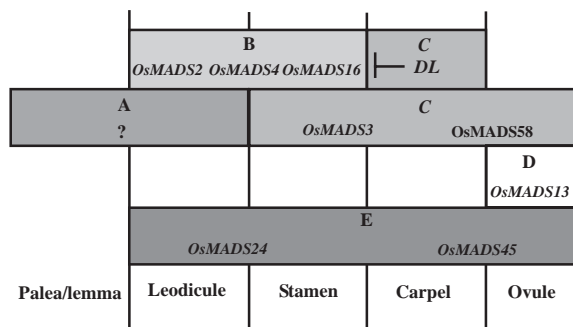 B C
OsMADS2 OsMADS4 OsMADS16 DL
A C
? OsMADS3 OsMADS58
D
OsMADS13
E
OsMADS24 OsMADS45
Palea/lemma Leodicule Stamen Carpel Ovule